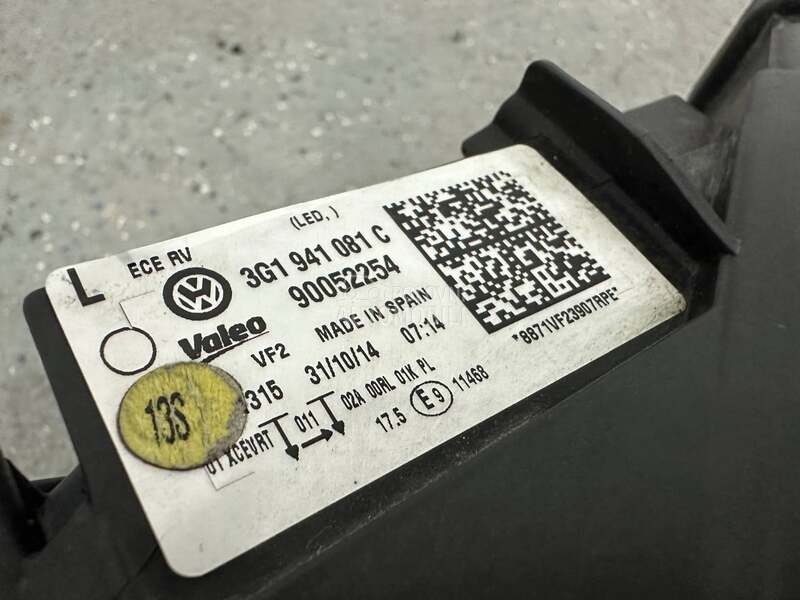 L ECE RV (LED.)
3G1 941 081 C
90052254
Valeo
VF2 MADE IN SPAIN
315 31/10/14 07:14
13S
01 XCEVRT 011 02A 00RL 01K PL
17.5 E9 11468
*8871VF23907RPE*